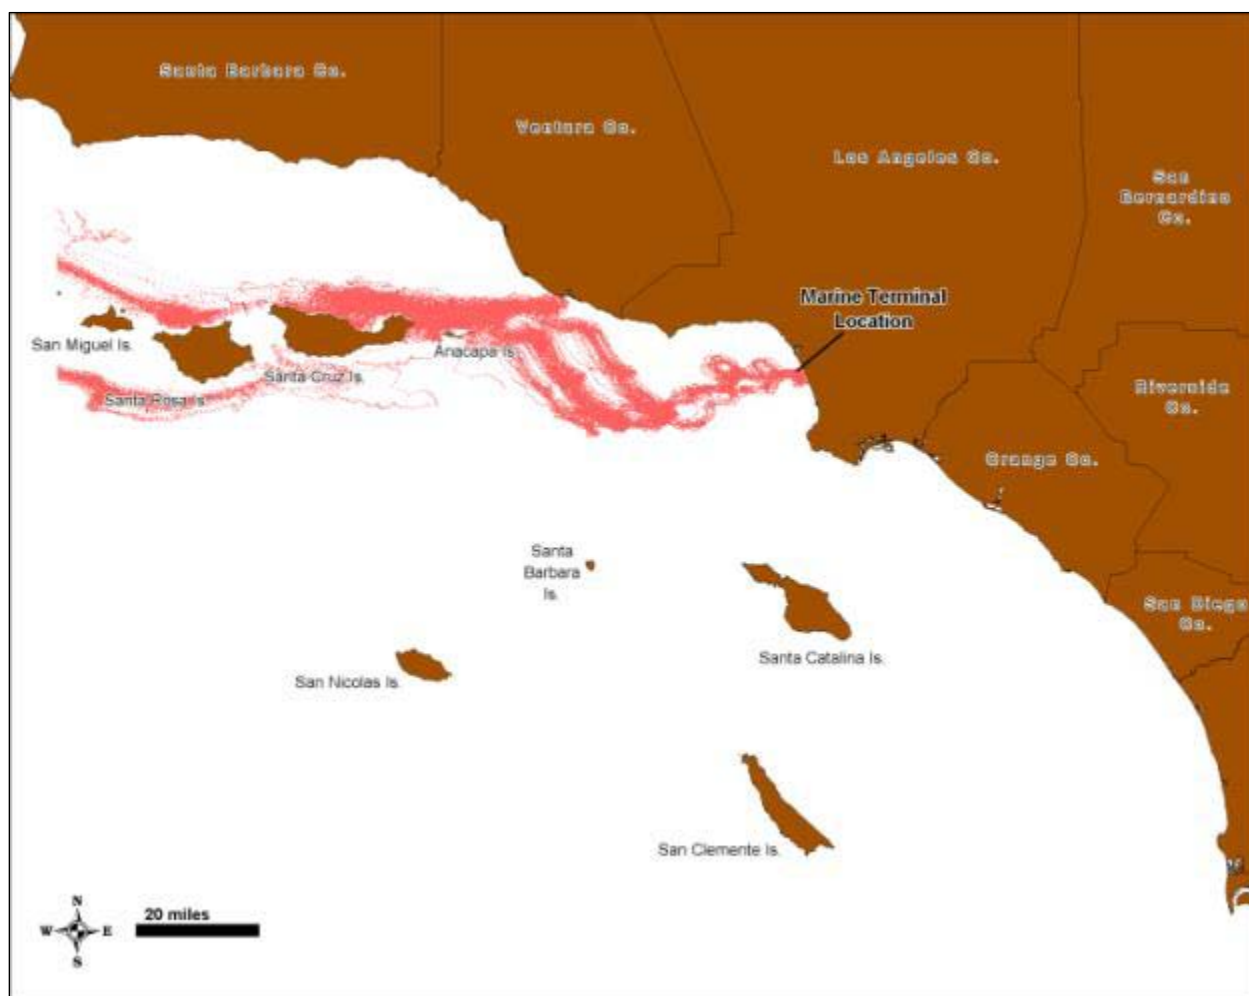 Santa Barbara Co.
Ventura Co.
Los Angeles Co.
San
Bernardino
Co.
Marine Terminal
Location
San Miguel Is.
Anacapa Is.
Santa Cruz Is.
Santa Rosa Is.
Riverside
Co.
Orange Co.
Santa
Barbara
Is.
San Diego
Co.
Santa Catalina Is.
San Nicolas Is.
San Clemente Is.
N
W E
S
20 miles